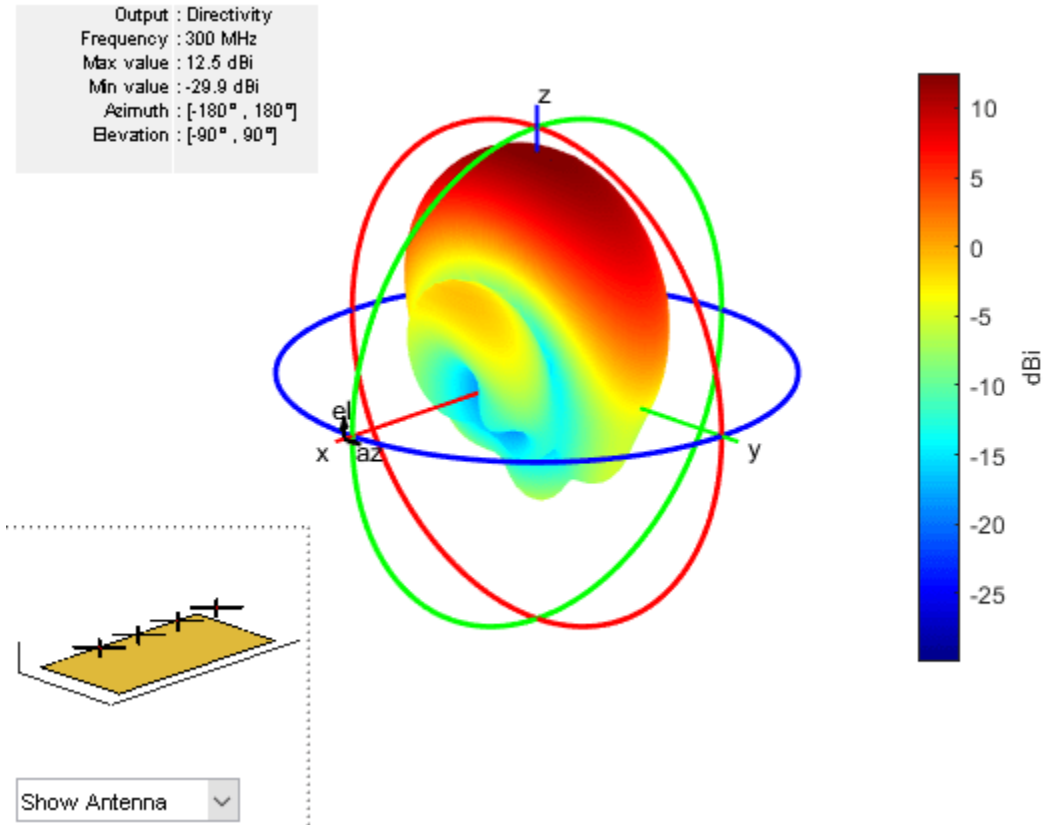 Output : Directivity
Frequency : 300 MHz
Max value : 12.5 dBi
Min value : -29.9 dBi
Azimuth : [-180° , 180°]
Elevation : [-90° , 90°]
z
x
el
az
y
10
5
0
-5
-10
-15
-20
-25
dBi
Show Antenna